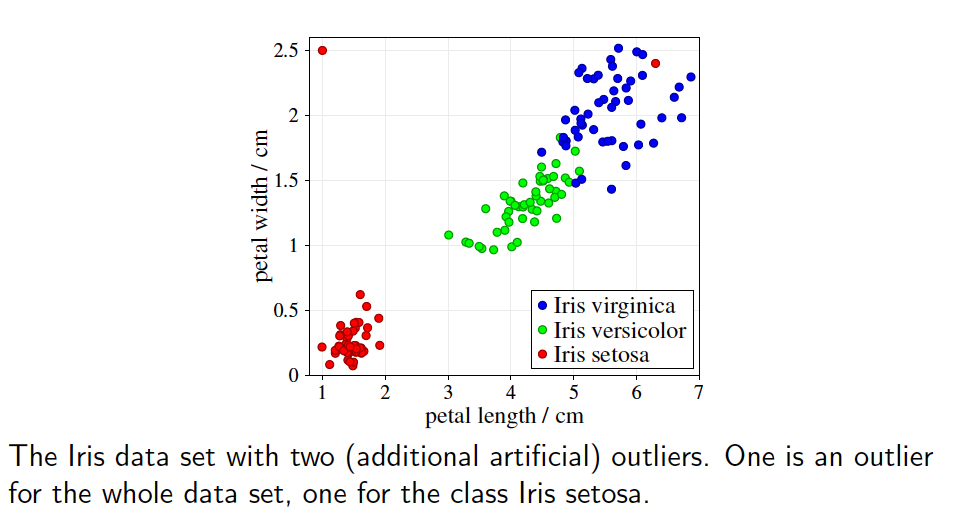 2.5
2
1.5
1
0.5
0
petal width / cm
Iris virginica
Iris versicolor
Iris setosa
1 2 3 4 5 6 7
petal length / cm
The Iris data set with two (additional artificial) outliers. One is an outlier
for the whole data set, one for the class Iris setosa.